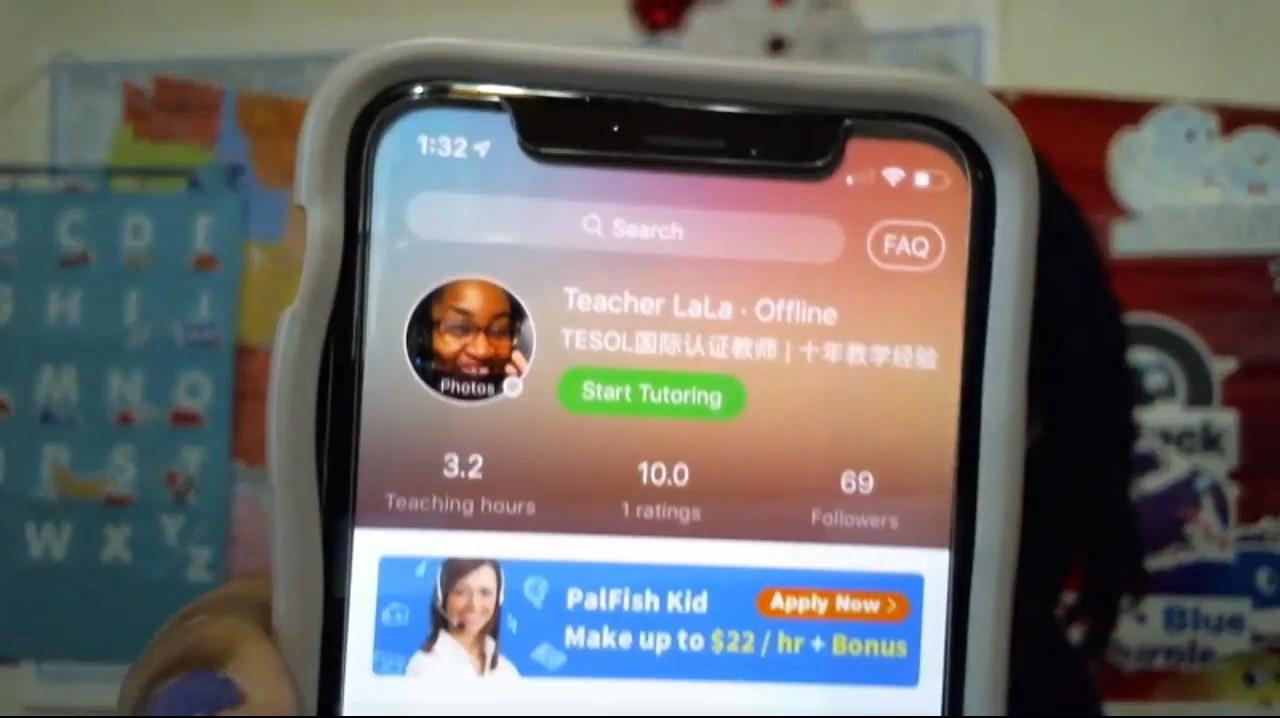 1:32
Search
FAQ
Teacher LaLa · Offline
TESOL国际认证教师 | 十年教学经验
Photos
Start Tutoring
3.2
10.0
69
Teaching hours
1 ratings
Followers
PalFish Kid
Apply Now >
Make up to $22 / hr + Bonus
B C D E
G H I J
M N O
R S T
W X Y Z
Blue